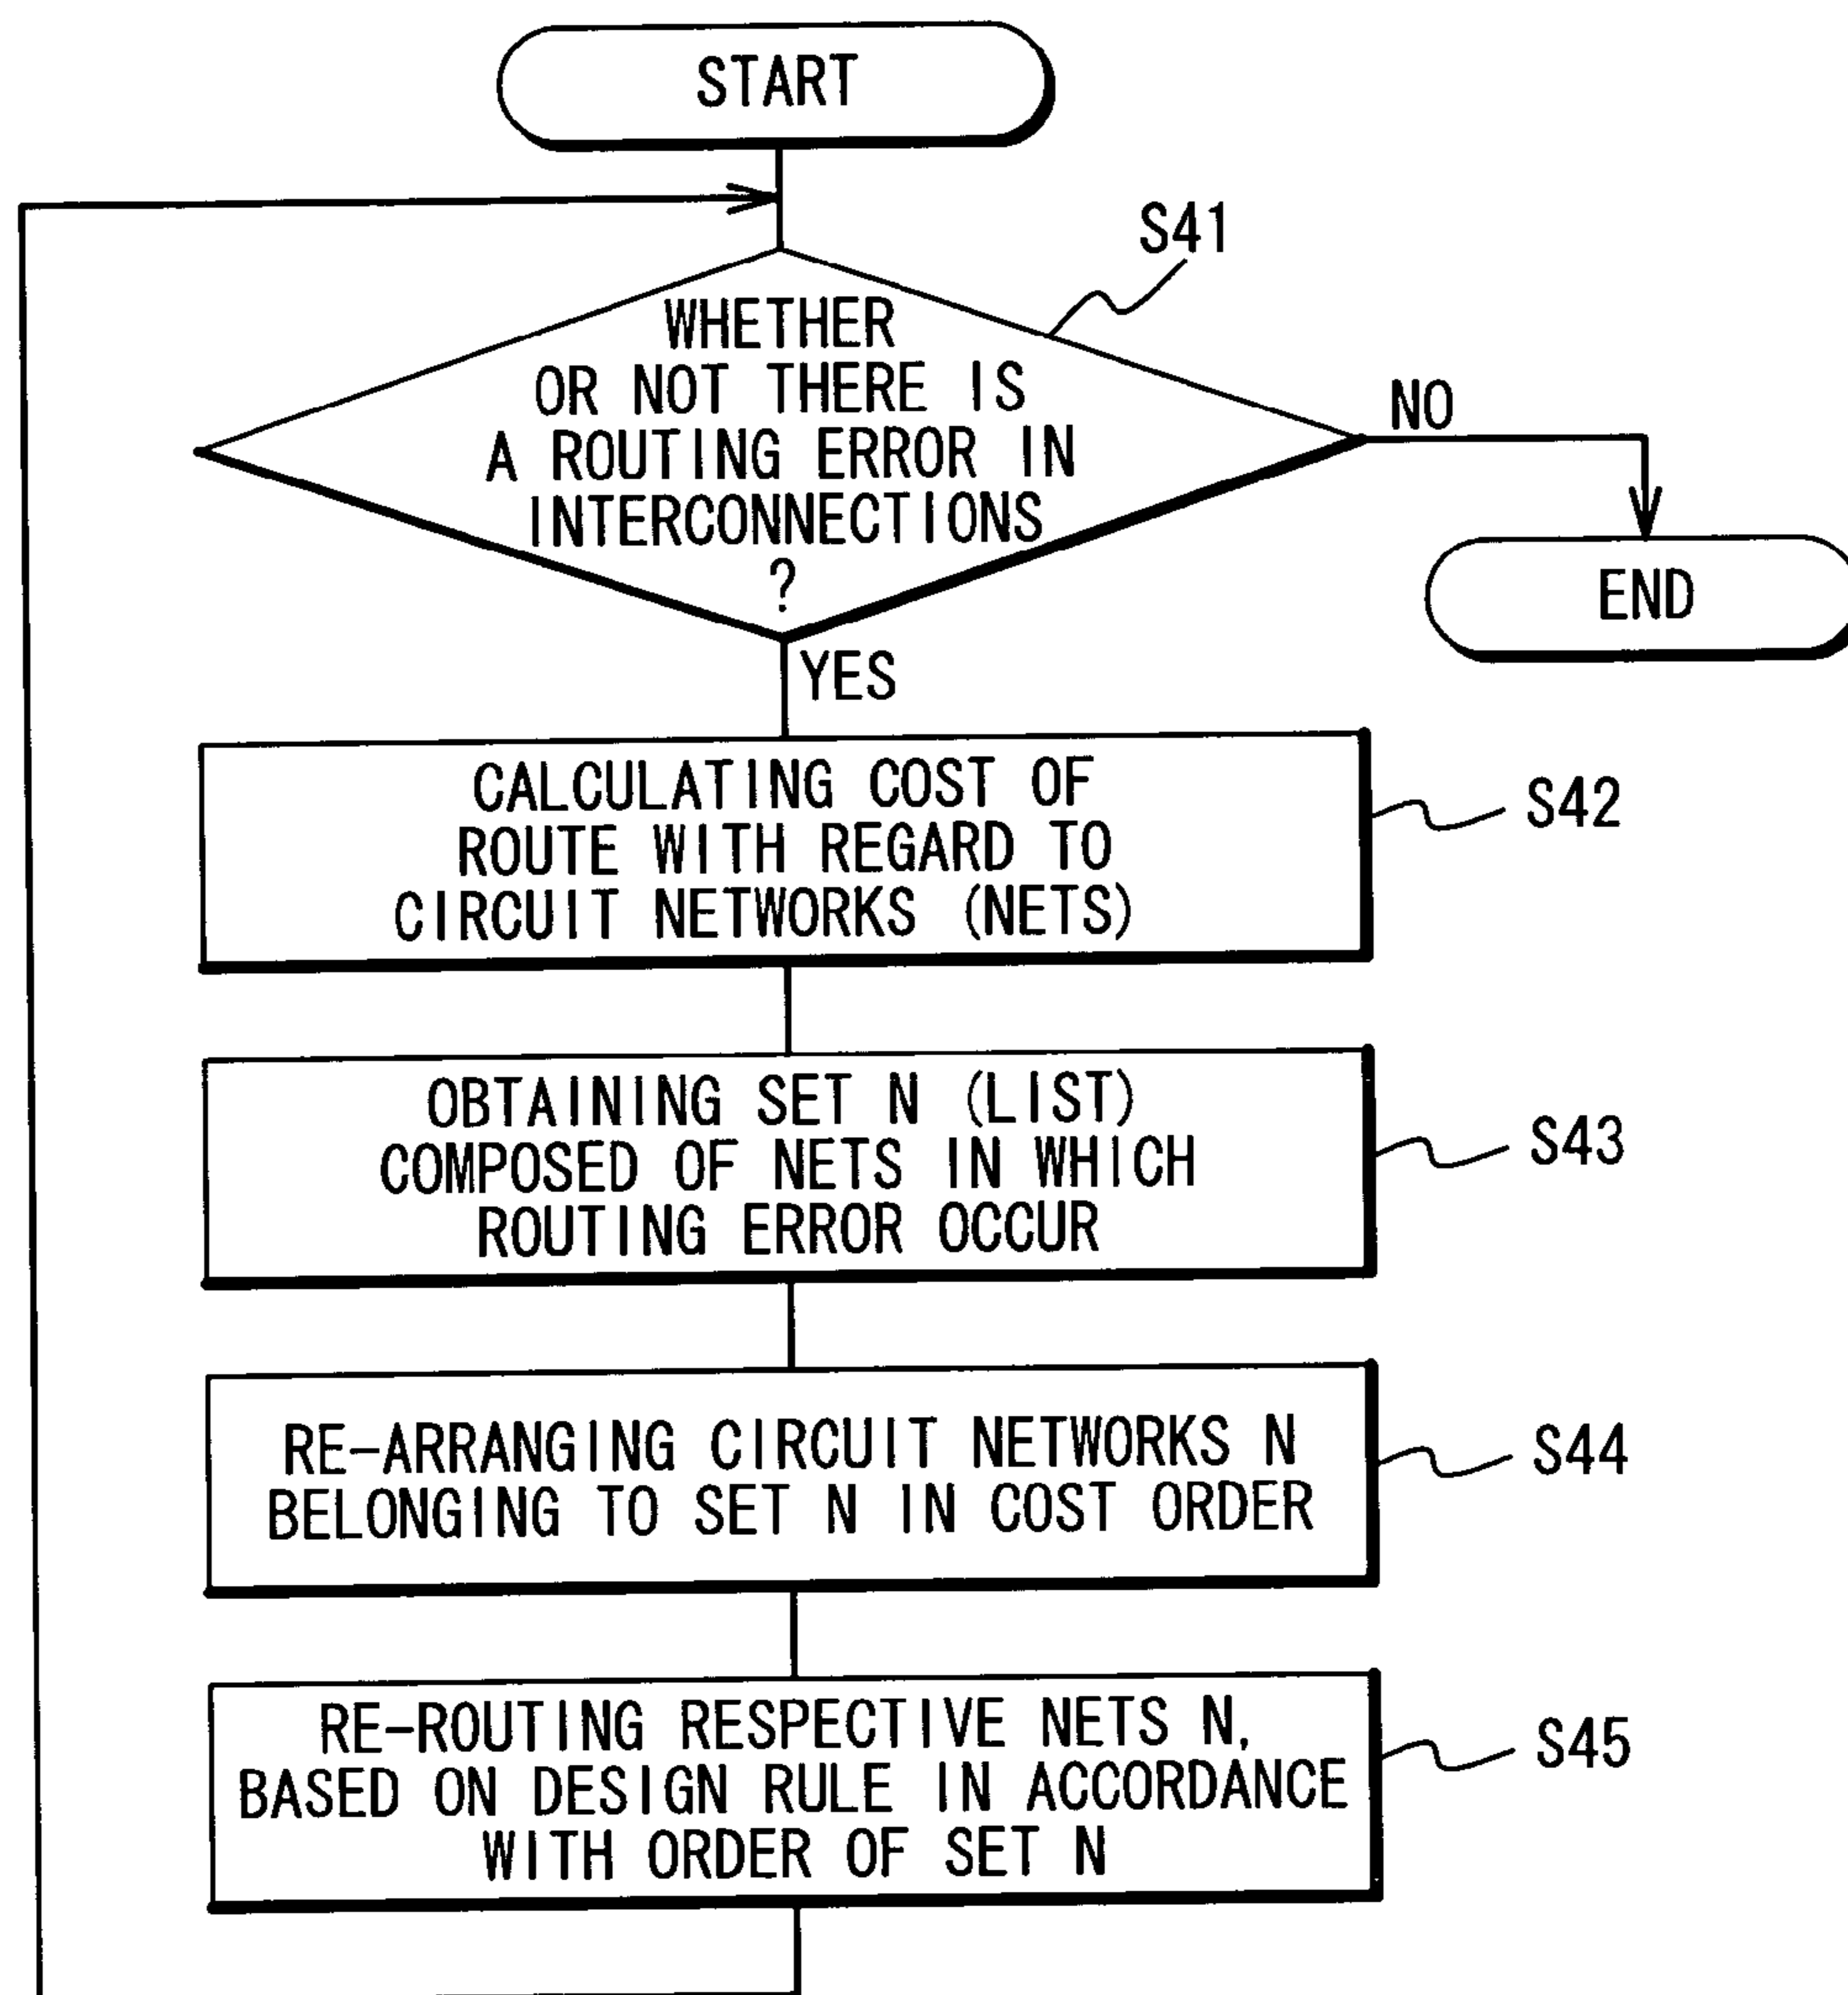 START
S41
WHETHER
OR NOT THERE IS
A ROUTING ERROR IN
INTERCONNECTIONS
?
NO
END
YES
CALCULATING COST OF
ROUTE WITH REGARD TO
CIRCUIT NETWORKS (NETS)
S42
OBTAINING SET N (LIST)
COMPOSED OF NETS IN WHICH
ROUTING ERROR OCCUR
S43
RE-ARRANGING CIRCUIT NETWORKS N
BELONGING TO SET N IN COST ORDER
S44
RE-ROUTING RESPECTIVE NETS N,
BASED ON DESIGN RULE IN ACCORDANCE
WITH ORDER OF SET N
S45